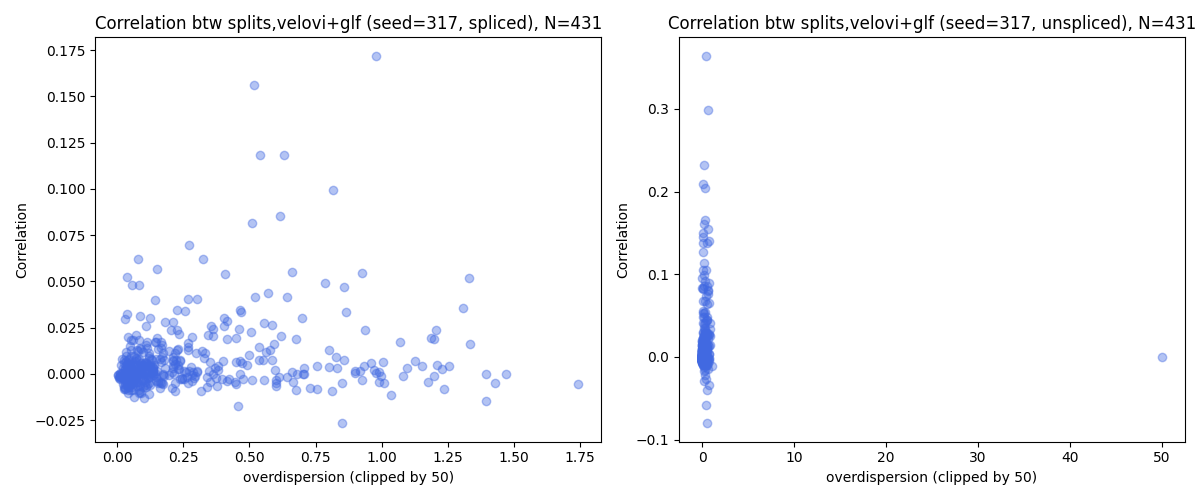 Correlation btw splits,velovi+glf (seed=317, spliced), N=431
0.175
0.150
0.125
0.100
0.075
0.050
0.025
0.000
−0.025
Correlation
0.00 0.25 0.50 0.75 1.00 1.25 1.50 1.75
overdispersion (clipped by 50)
Correlation btw splits,velovi+glf (seed=317, unspliced), N=431
0.3
0.2
0.1
0.0
−0.1
Correlation
0 10 20 30 40 50
overdispersion (clipped by 50)